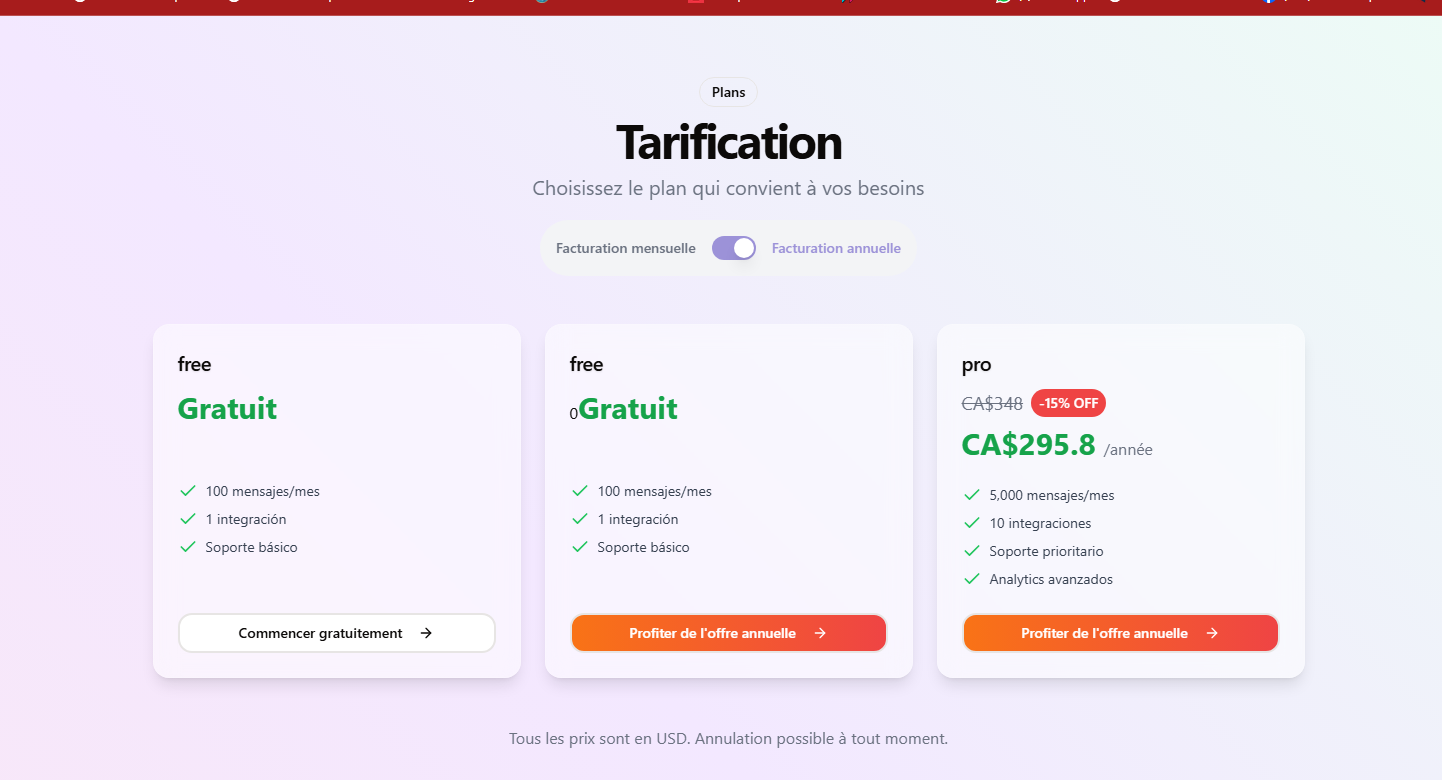 Plans
Tarification
Choisissez le plan qui convient à vos besoins
Facturation mensuelle Facturation annuelle
free
Gratuit
100 mensajes/mes
1 integración
Soporte básico
Commencer gratuitement
free
0Gratuit
100 mensajes/mes
1 integración
Soporte básico
Profiter de l'offre annuelle
pro
CA$348 -15% OFF
CA$295.8 /année
5,000 mensajes/mes
10 integraciones
Soporte prioritario
Analytics avanzados
Profiter de l'offre annuelle
Tous les prix sont en USD. Annulation possible à tout moment.